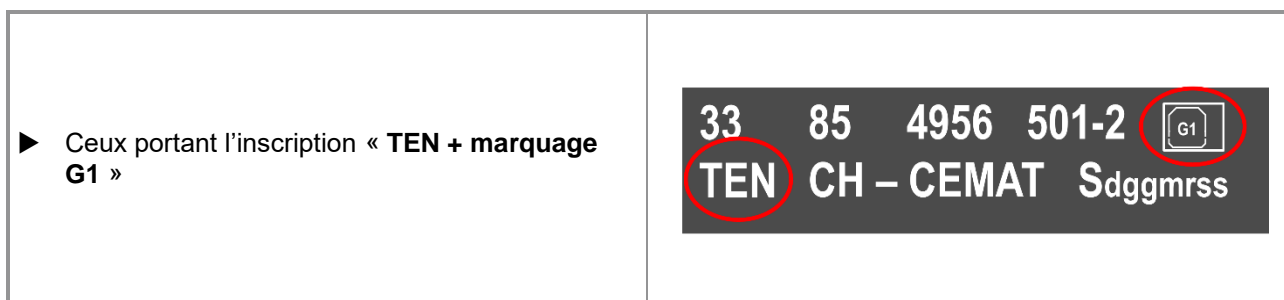 ▶ Ceux portant l’inscription « TEN + marquage
G1 »
33 85 4956 501-2 G1
TEN CH – CEMAT Sdggmrss